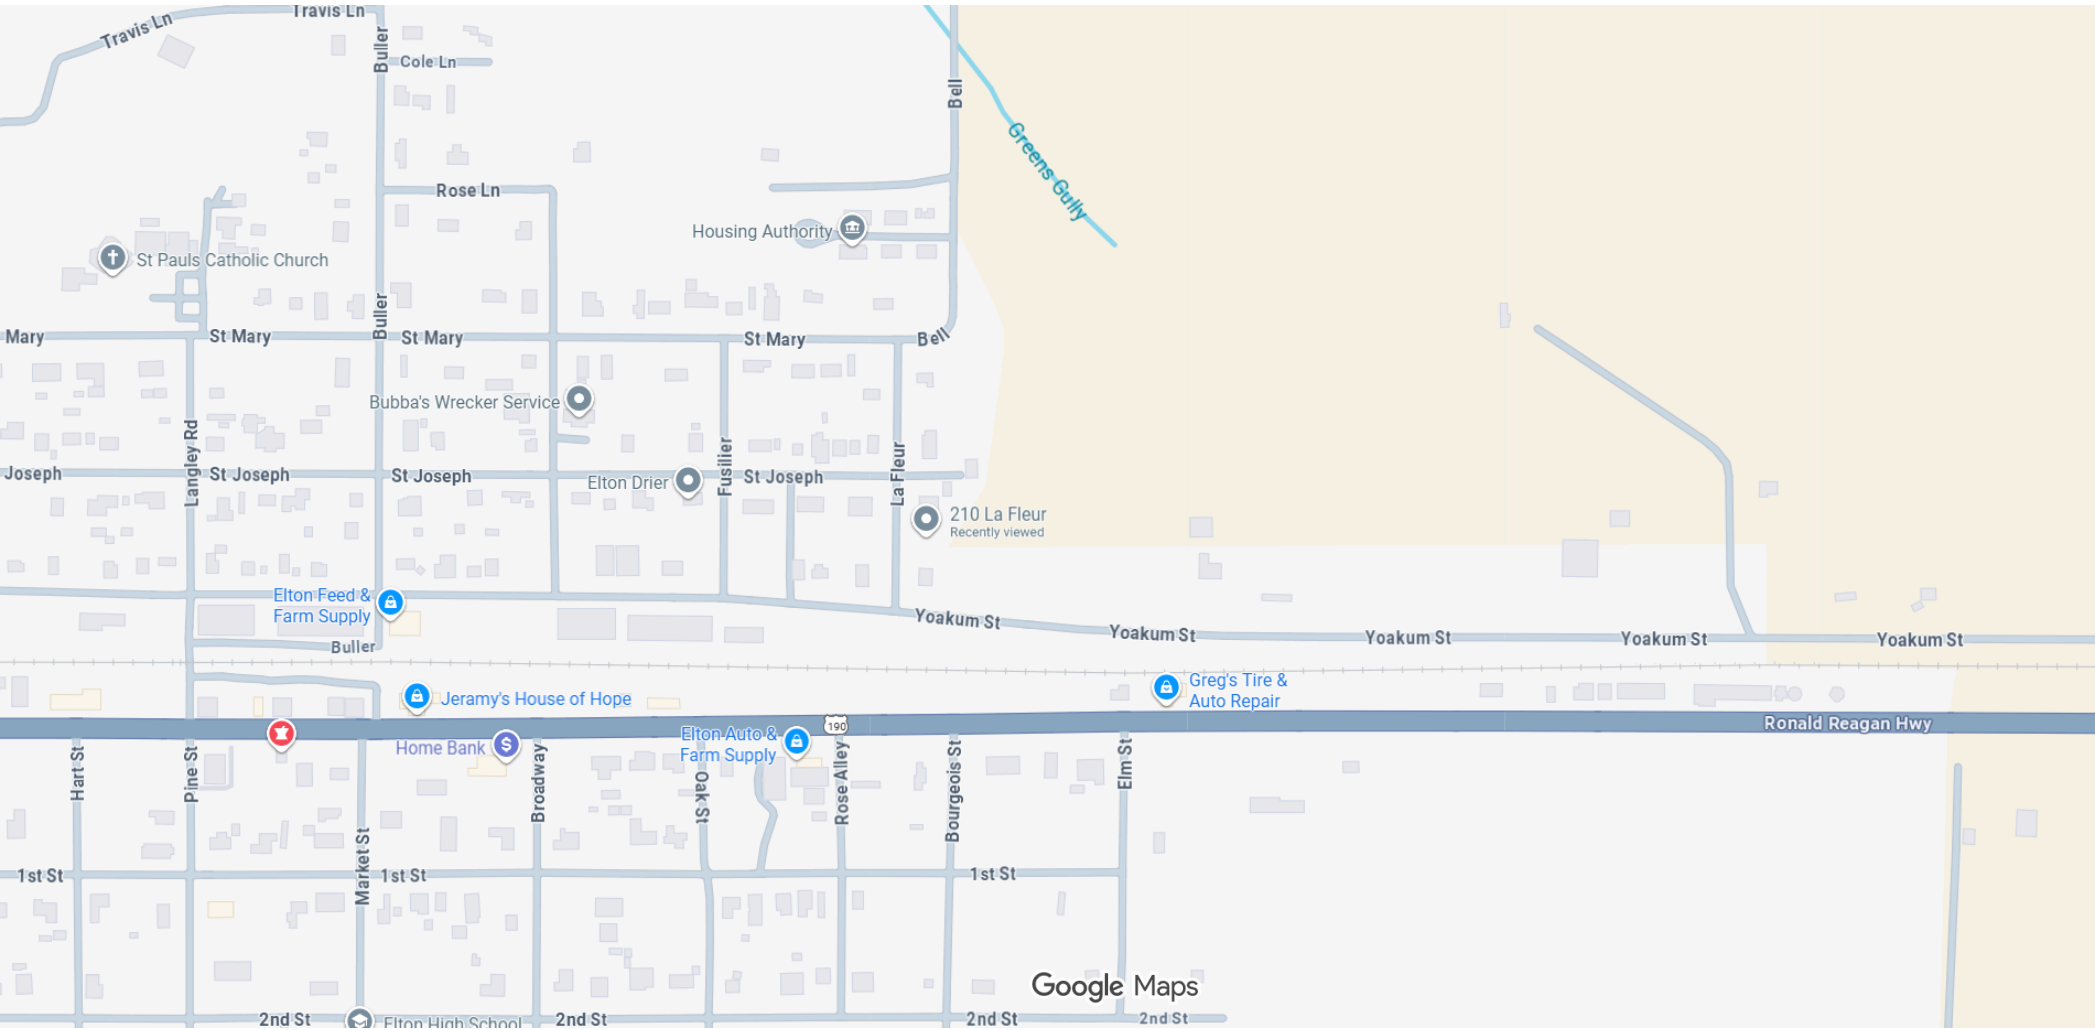 Travis Ln
Travis Ln
Buller
Cole Ln
Bell
Greens Gully
Rose Ln
Housing Authority
St Pauls Catholic Church
Buller
Mary
St Mary
St Mary
St Mary
Bell
Bubba's Wrecker Service
Langley Rd
Fusilier
La Fleur
Joseph
St Joseph
St Joseph
St Joseph
Elton Drier
210 La Fleur
Recently viewed
Elton Feed &
Farm Supply
Buller
Yoakum St
Yoakum St
Yoakum St
Yoakum St
Yoakum St
Jeramy's House of Hope
Greg's Tire &
Auto Repair
190
Ronald Reagan Hwy
Home Bank
Elton Auto &
Farm Supply
Hart St
Pine St
Market St
Broadway
Oak St
Rose Alley
Bourgeois St
Elm St
1st St
1st St
1st St
Google Maps
2nd St
Elton High School
2nd St
2nd St
2nd St